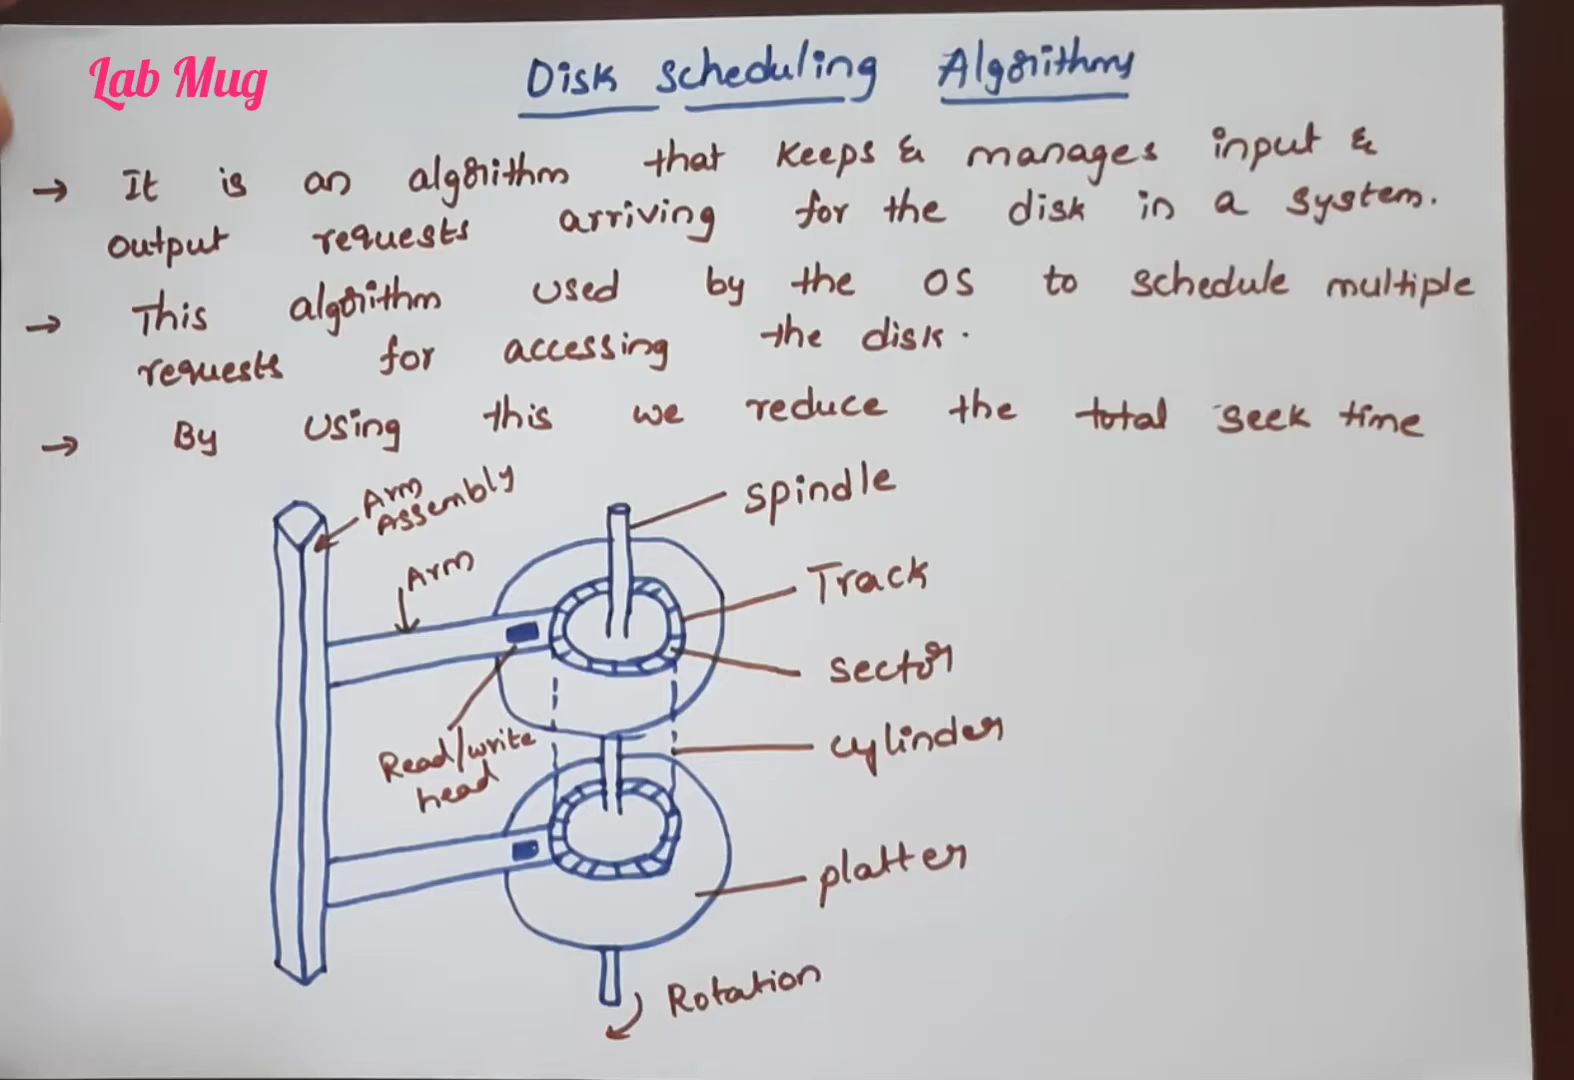 Lab Mug
Disk scheduling Algorithms
→ It is an algorithm that keeps & manages input &
output requests arriving for the disk in a system.
→ This algorithm used by the OS to schedule multiple
requests for accessing the disk.
→ By using this we reduce the total seek time
Arm
Assembly
Spindle
Arm
Track
Sector
Read/write
head
cylinder
platter
Rotation